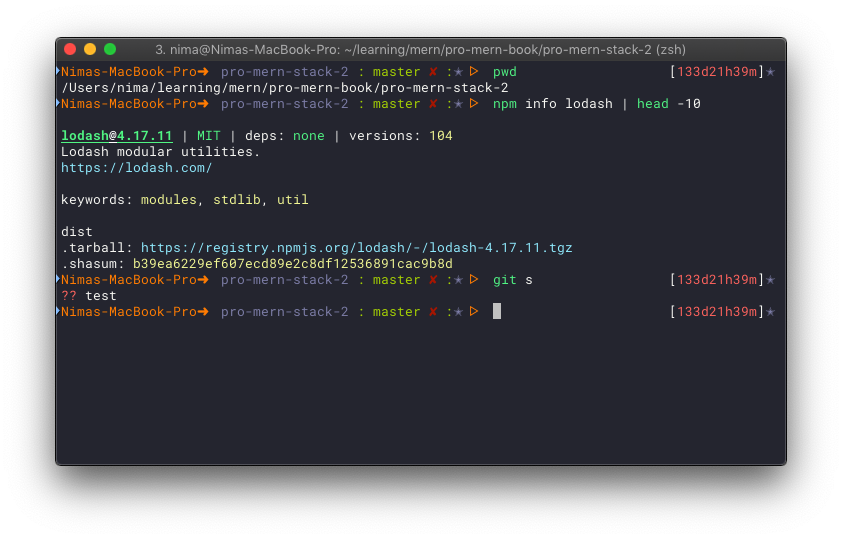 3. nima@Nimas-MacBook-Pro: ~/learning/mern/pro-mern-book/pro-mern-stack-2 (zsh)
Nimas-MacBook-Pro➜ pro-mern-stack-2 : master ✘ :✭ ▷ pwd [133d21h39m]✭
/Users/nima/learning/mern/pro-mern-book/pro-mern-stack-2
Nimas-MacBook-Pro➜ pro-mern-stack-2 : master ✘ :✭ ▷ npm info lodash | head -10
lodash@4.17.11 | MIT | deps: none | versions: 104
Lodash modular utilities.
https://lodash.com/
keywords: modules, stdlib, util
dist
.tarball: https://registry.npmjs.org/lodash/-/lodash-4.17.11.tgz
.shasum: b39ea6229ef607ecd89e2c8df12536891cac9b8d
Nimas-MacBook-Pro➜ pro-mern-stack-2 : master ✘ :✭ ▷ git s [133d21h39m]✭
?? test
Nimas-MacBook-Pro➜ pro-mern-stack-2 : master ✘ :✭ ▷ [133d21h39m]✭